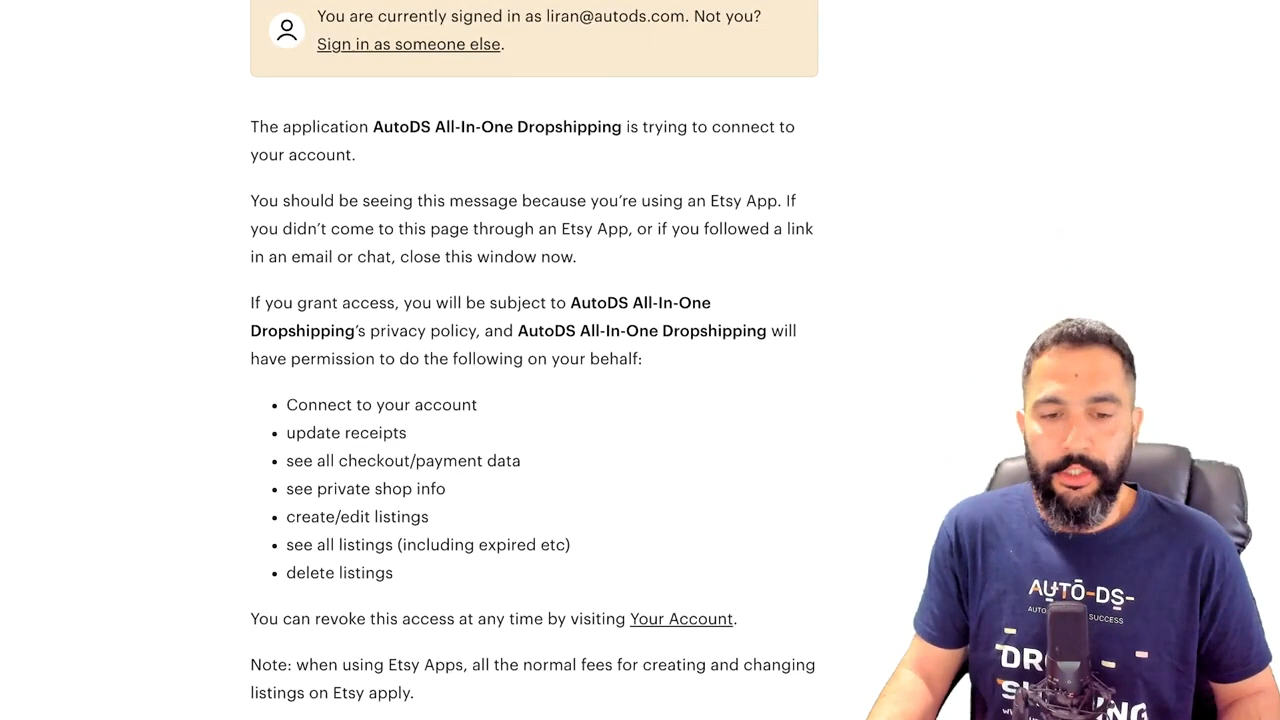 You are currently signed in as liran@autods.com. Not you?
Sign in as someone else.
The application AutoDS All-In-One Dropshipping is trying to connect to
your account.
You should be seeing this message because you’re using an Etsy App. If
you didn’t come to this page through an Etsy App, or if you followed a link
in an email or chat, close this window now.
If you grant access, you will be subject to AutoDS All-In-One
Dropshipping’s privacy policy, and AutoDS All-In-One Dropshipping will
have permission to do the following on your behalf:
• Connect to your account
• update receipts
• see all checkout/payment data
• see private shop info
• create/edit listings
• see all listings (including expired etc)
• delete listings
You can revoke this access at any time by visiting Your Account.
Note: when using Etsy Apps, all the normal fees for creating and changing
listings on Etsy apply.
AUTO-DS-
SUCCESS